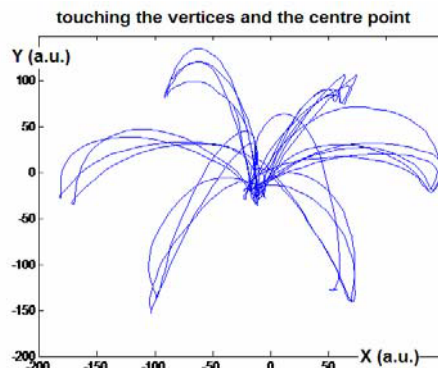 touching the vertices and the centre point
Y (a.u.)
100
50
0
-50
-100
-150
-200
-200 -150 -100 -50 0 50 X (a.u.)